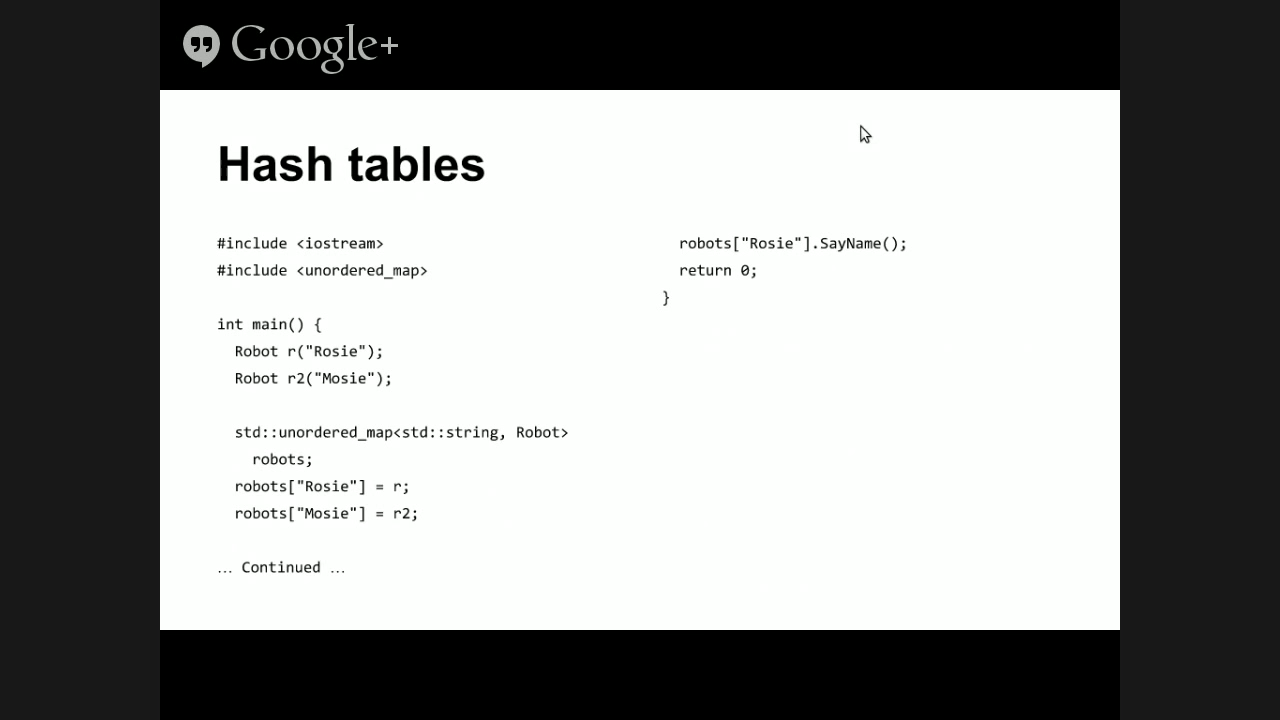 Google+
Hash tables
#include <iostream>
#include <unordered_map>
int main() {
Robot r("Rosie");
Robot r2("Mosie");
std::unordered_map<std::string, Robot>
robots;
robots["Rosie"] = r;
robots["Mosie"] = r2;
... Continued ...
robots["Rosie"].SayName();
return 0;
}